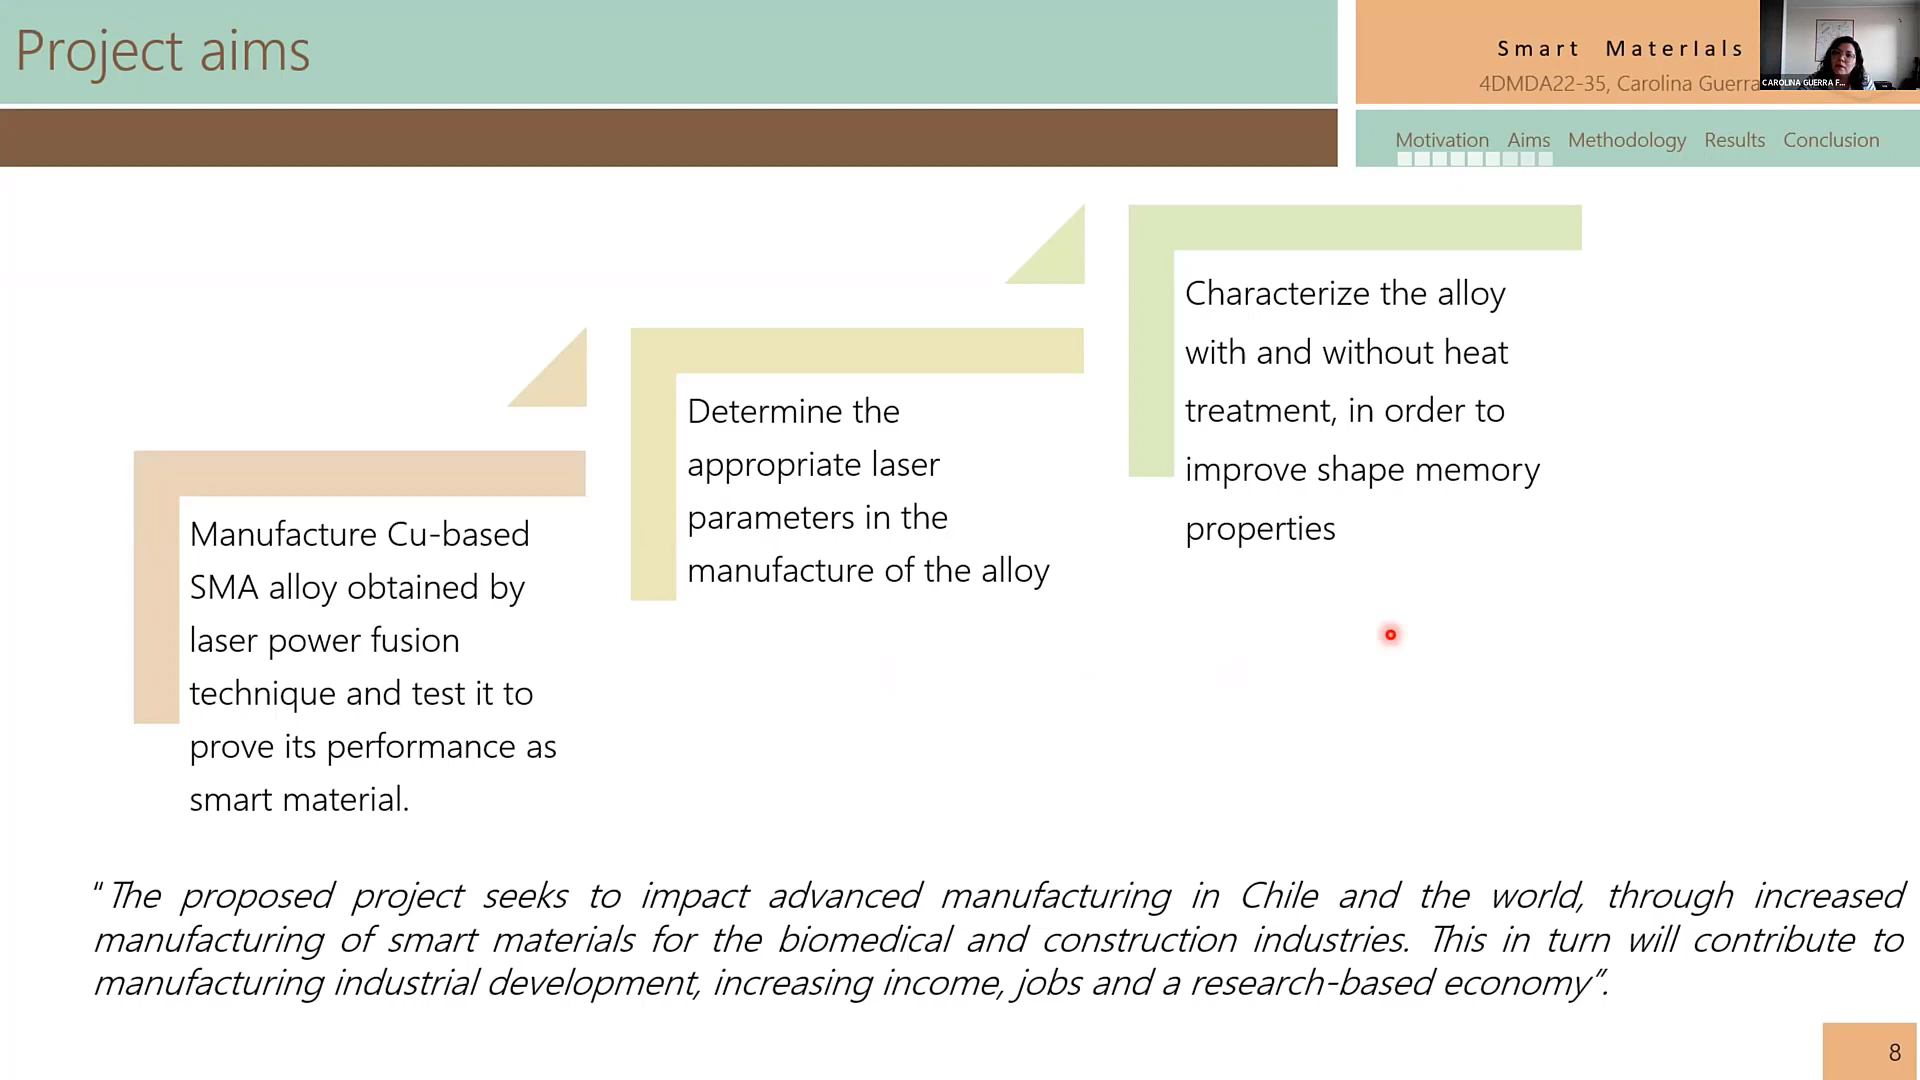 Project aims
Smart Materials
4DMDA22-35, Carolina Guerra
CAROLINA GUERRA F...
Motivation Aims Methodology Results Conclusion
Manufacture Cu-based
SMA alloy obtained by
laser power fusion
technique and test it to
prove its performance as
smart material.
Determine the
appropriate laser
parameters in the
manufacture of the alloy
Characterize the alloy
with and without heat
treatment, in order to
improve shape memory
properties
"The proposed project seeks to impact advanced manufacturing in Chile and the world, through increased
manufacturing of smart materials for the biomedical and construction industries. This in turn will contribute to
manufacturing industrial development, increasing income, jobs and a research-based economy”.
8